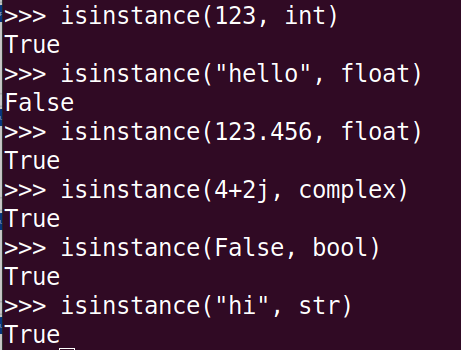 >>> isinstance(123, int)
True
>>> isinstance("hello", float)
False
>>> isinstance(123.456, float)
True
>>> isinstance(4+2j, complex)
True
>>> isinstance(False, bool)
True
>>> isinstance("hi", str)
True